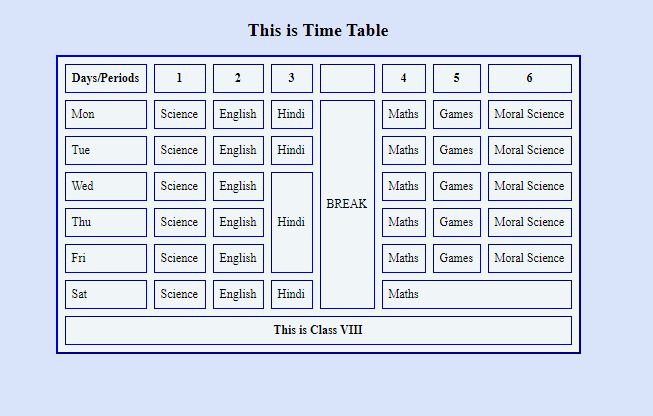 This is Time Table
Days/Periods 1 2 3 4 5 6
Mon Science English Hindi Maths Games Moral Science
Tue Science English Hindi Maths Games Moral Science
Wed Science English Maths Games Moral Science
BREAK
Thu Science English Hindi Maths Games Moral Science
Fri Science English Maths Games Moral Science
Sat Science English Hindi Maths
This is Class VIII